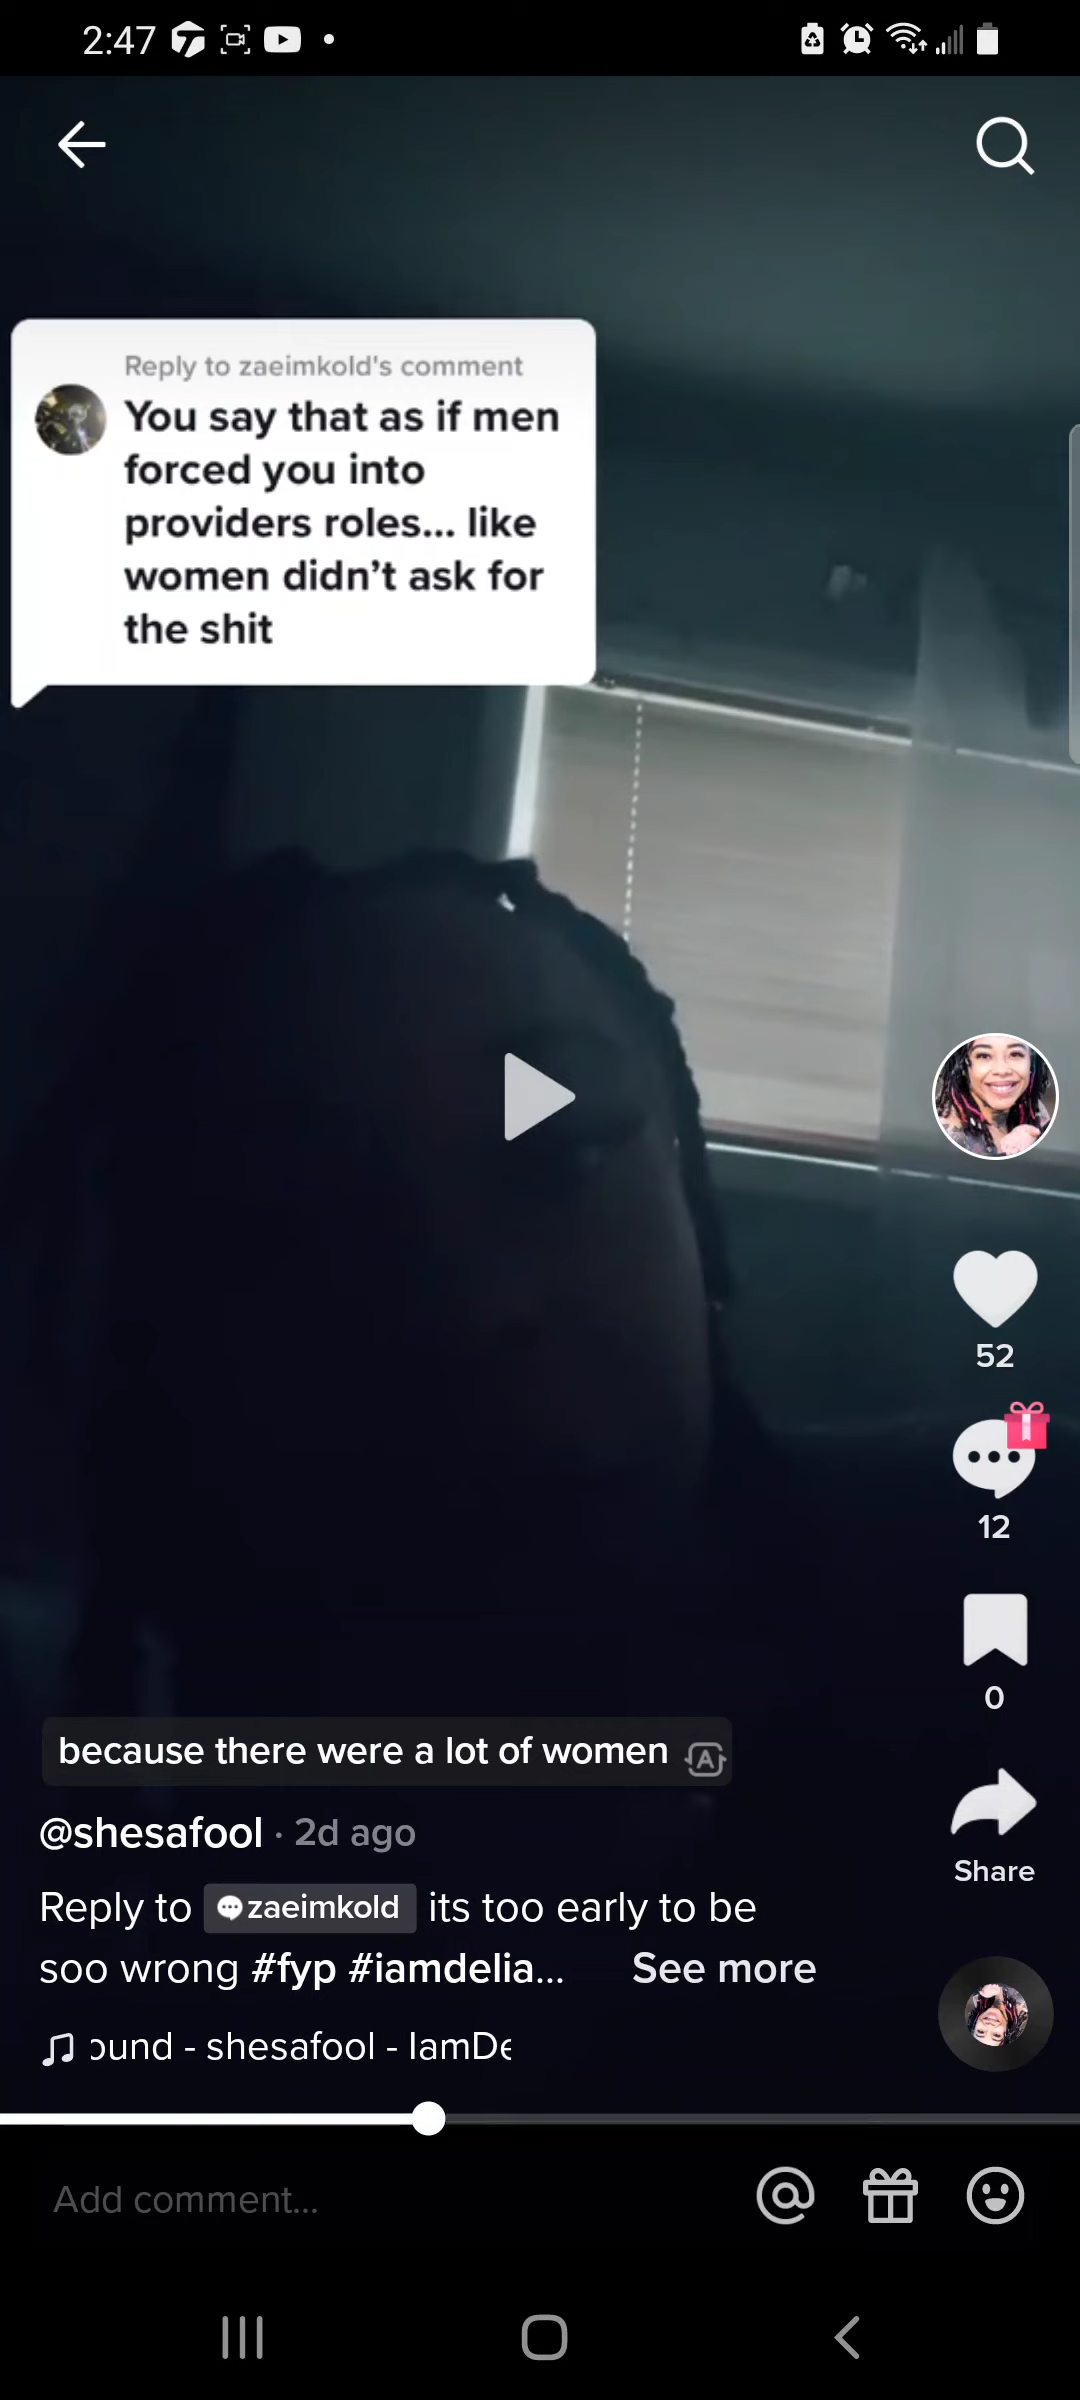 2:47
Reply to zaeimkold's comment
You say that as if men
forced you into
providers roles... like
women didn't ask for
the shit
52
12
0
Share
because there were a lot of women
@shesafool · 2d ago
Reply to zaeimkold its too early to be
soo wrong #fyp #iamdelia... See more
ound - shesafool - IamDe
Add comment...